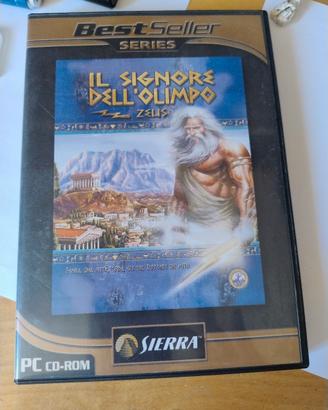 BestSeller
SERIES
IL SIGNORE
DELL'OLIMPO
ZEUS
SIERRA
PC CD-ROM